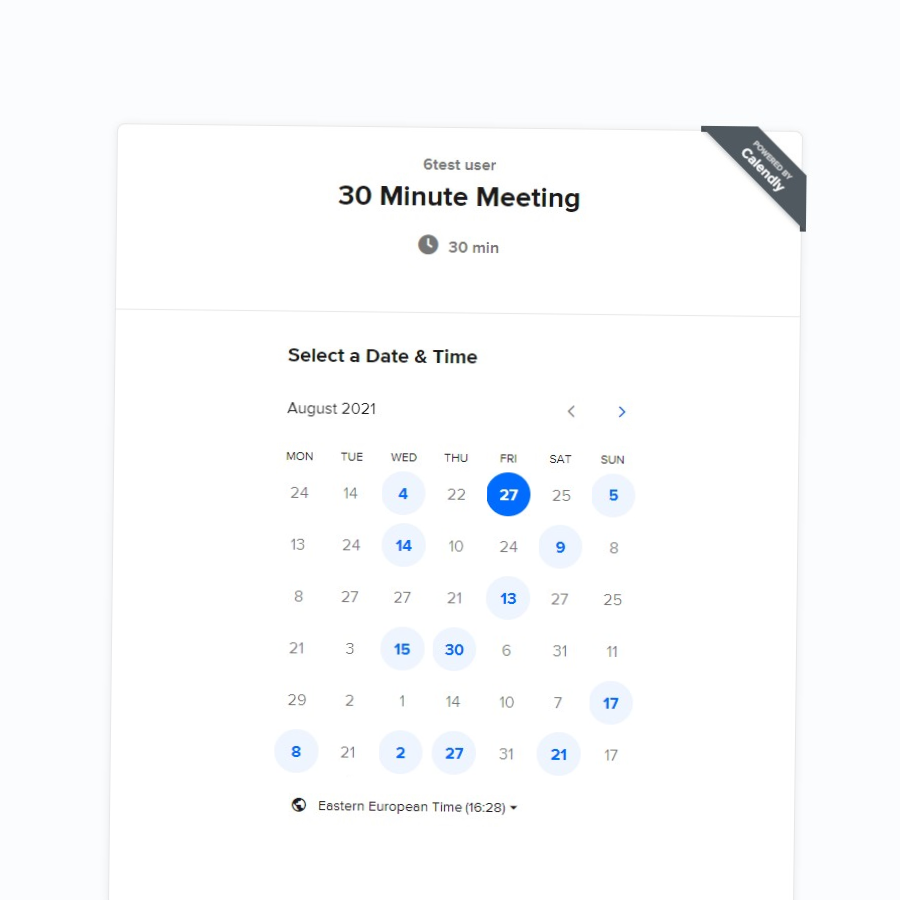 POWERED BY
Calendly
6test user
30 Minute Meeting
30 min
Select a Date & Time
August 2021
MON TUE WED THU FRI SAT SUN
24 14 4 22 27 25 5
13 24 14 10 24 9 8
8 27 27 21 13 27 25
21 3 15 30 6 31 11
29 2 1 14 10 7 17
8 21 2 27 31 21 17
Eastern European Time (16:28)